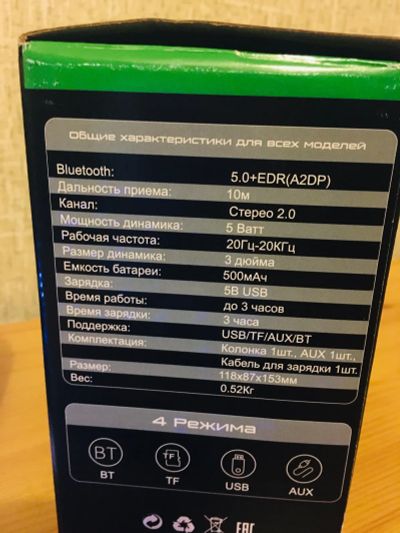 Общие характеристики для всех моделей
Bluetooth: 5.0+EDR(A2DP)
Дальность приема: 10м
Канал: Стерео 2.0
Мощность динамика: 5 Ватт
Рабочая частота: 20Гц-20КГц
Размер динамика: 3 дюйма
Емкость батареи: 500мАч
Зарядка: 5В USB
Время работы: до 3 часов
Время зарядки: 3 часа
Поддержка: USB/TF/AUX/BT
Комплектация: Колонка 1шт., AUX 1шт.,
Кабель для зарядки 1шт.
Размер: 118х87х153мм
Вес: 0.52Кг
4 Режима
BT TF
BT TF USB AUX
EAC